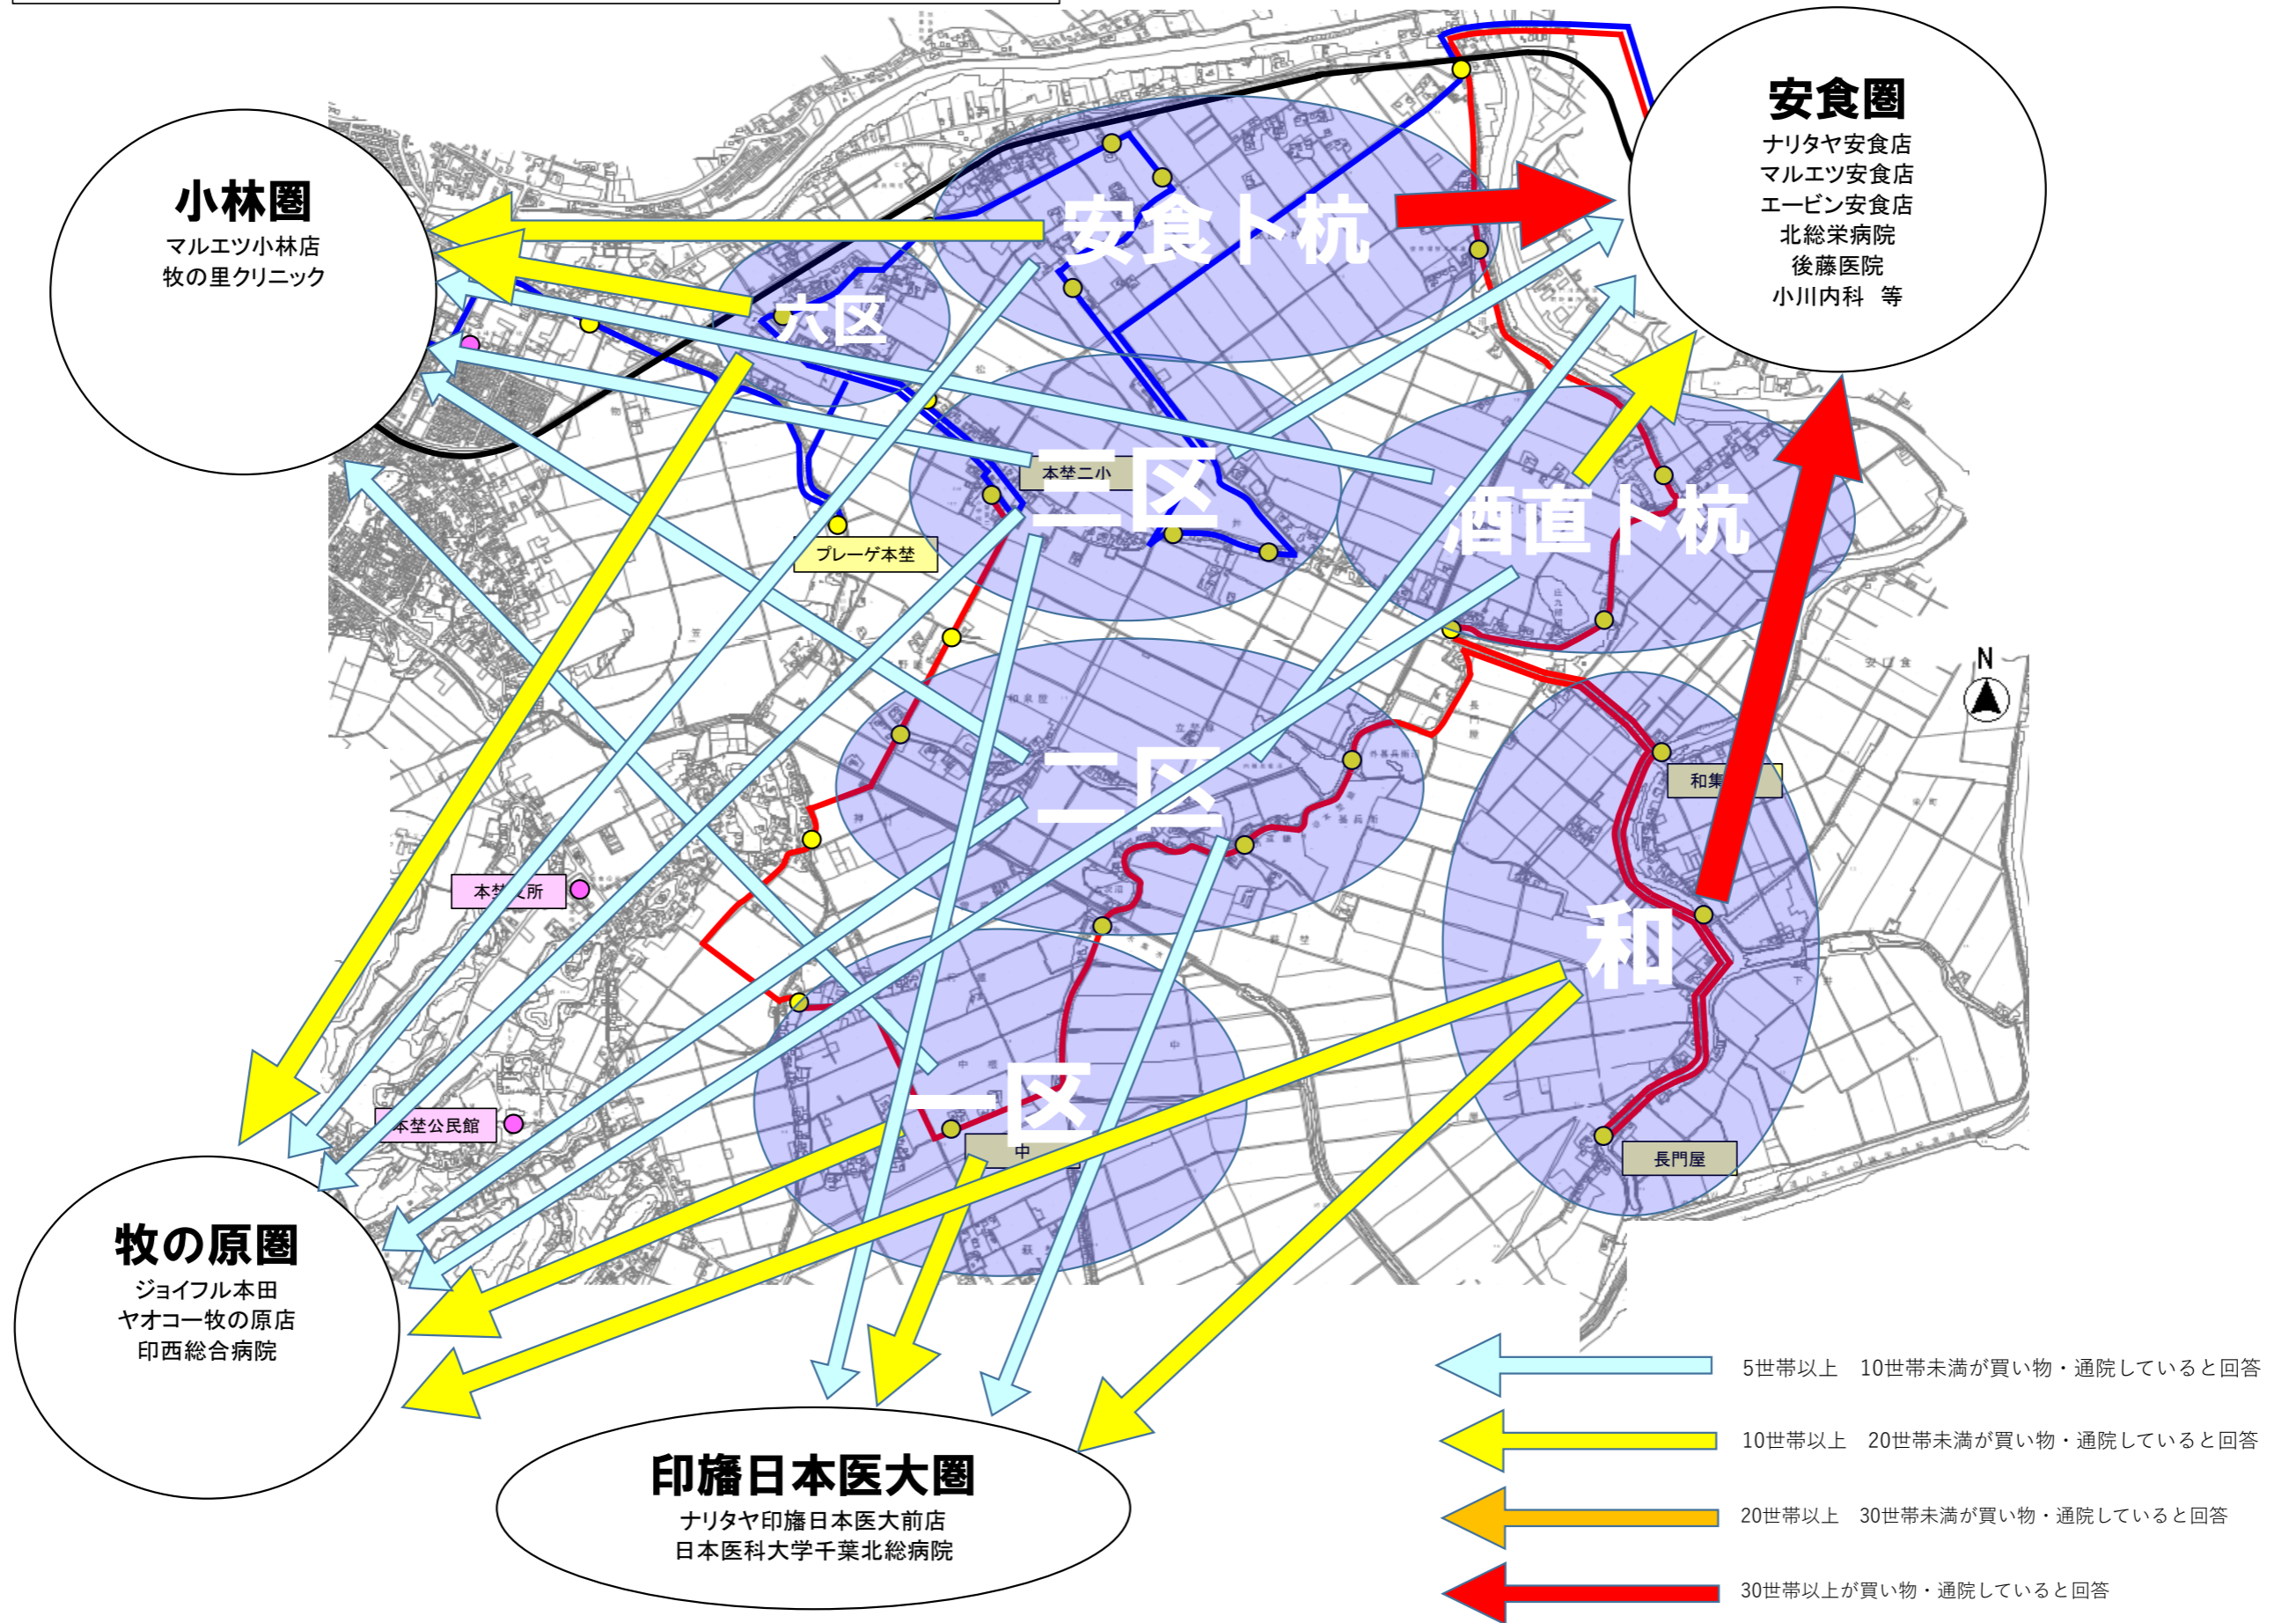 安食圏
ナリタヤ安食店
マルエツ安食店
エービン安食店
北総栄病院
後藤医院
小川内科 等
小林圏
マルエツ小林店
牧の里クリニック
安食卜杭
六区
本埜二小
三区
酒直卜杭
プレーゲ本埜
N
二区
和集
本埜支所
和
一区
本埜公民館
中
長門屋
牧の原圏
ジョイフル本田
ヤオコー牧の原店
印西総合病院
印旛日本医大圏
ナリタヤ印旛日本医大前店
日本医科大学千葉北総病院
5世帯以上 10世帯未満が買い物・通院していると回答
10世帯以上 20世帯未満が買い物・通院していると回答
20世帯以上 30世帯未満が買い物・通院していると回答
30世帯以上が買い物・通院していると回答